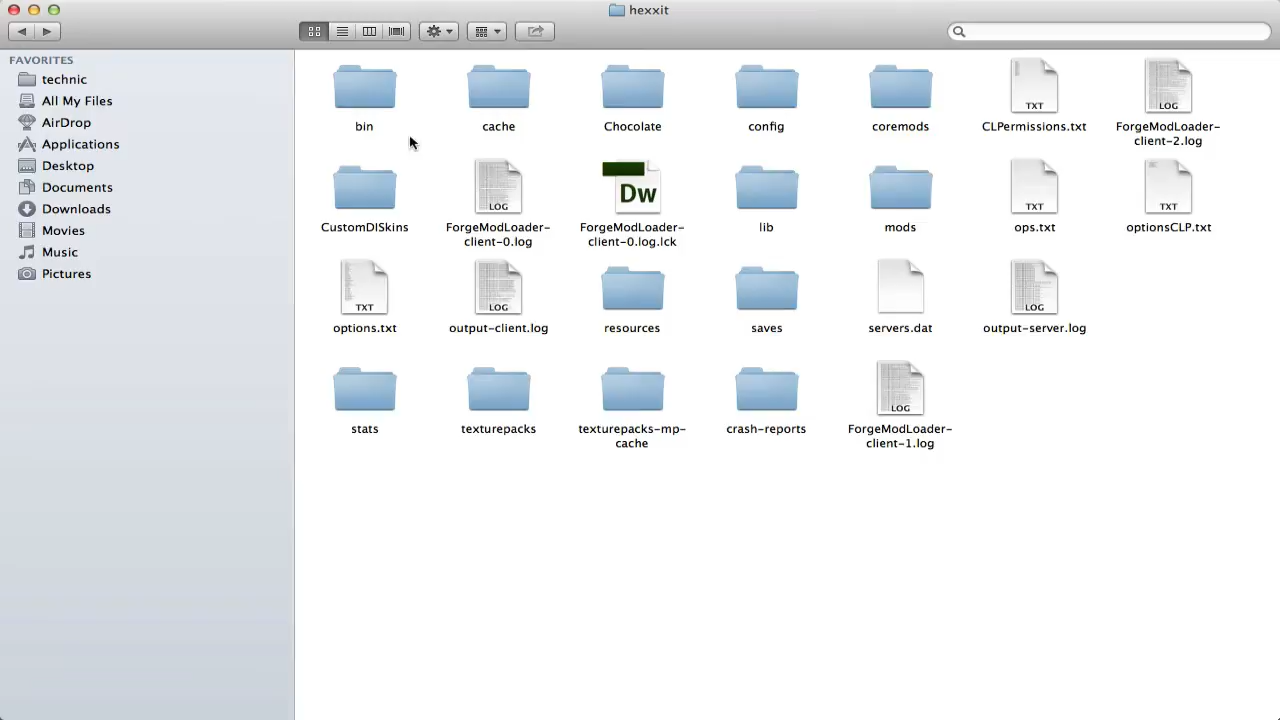 hexxit
FAVORITES
technic
All My Files
AirDrop
Applications
Desktop
Documents
Downloads
Movies
Music
Pictures
bin
cache
Chocolate
config
coremods
TXT
CLPermissions.txt
LOG
ForgeModLoader-
client-2.log
CustomDISkins
LOG
ForgeModLoader-
client-0.log
Dw
ForgeModLoader-
client-0.log.lck
lib
mods
TXT
ops.txt
TXT
optionsCLP.txt
TXT
options.txt
LOG
output-client.log
resources
saves
servers.dat
LOG
output-server.log
stats
texturepacks
texturepacks-mp-
cache
crash-reports
LOG
ForgeModLoader-
client-1.log